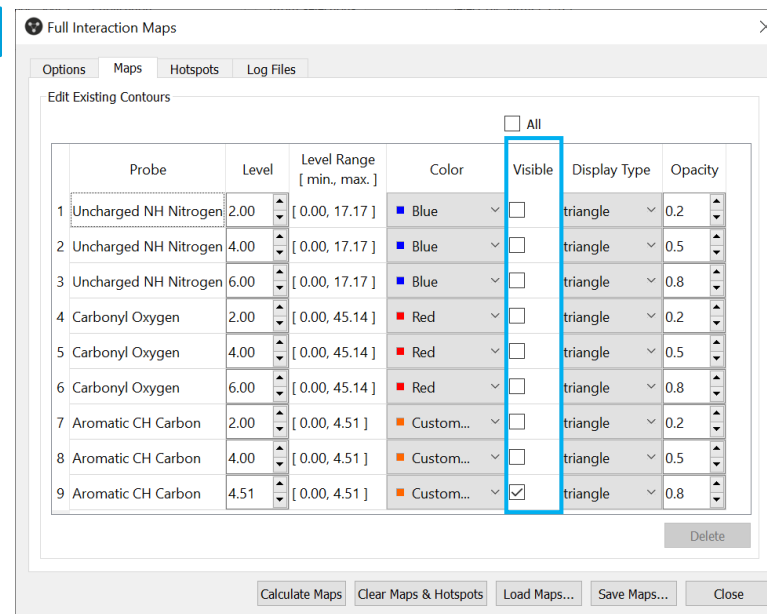 Full Interaction Maps
Options Maps Hotspots Log Files
Edit Existing Contours
All
Probe Level Level Range [ min., max. ] Color Visible Display Type Opacity
1 Uncharged NH Nitrogen 2.00 [ 0.00, 17.17 ] Blue triangle 0.2
2 Uncharged NH Nitrogen 4.00 [ 0.00, 17.17 ] Blue triangle 0.5
3 Uncharged NH Nitrogen 6.00 [ 0.00, 17.17 ] Blue triangle 0.8
4 Carbonyl Oxygen 2.00 [ 0.00, 45.14 ] Red triangle 0.2
5 Carbonyl Oxygen 4.00 [ 0.00, 45.14 ] Red triangle 0.5
6 Carbonyl Oxygen 6.00 [ 0.00, 45.14 ] Red triangle 0.8
7 Aromatic CH Carbon 2.00 [ 0.00, 4.51 ] Custom... triangle 0.2
8 Aromatic CH Carbon 4.00 [ 0.00, 4.51 ] Custom... triangle 0.5
9 Aromatic CH Carbon 4.51 [ 0.00, 4.51 ] Custom... triangle 0.8
Delete
Calculate Maps Clear Maps & Hotspots Load Maps... Save Maps... Close